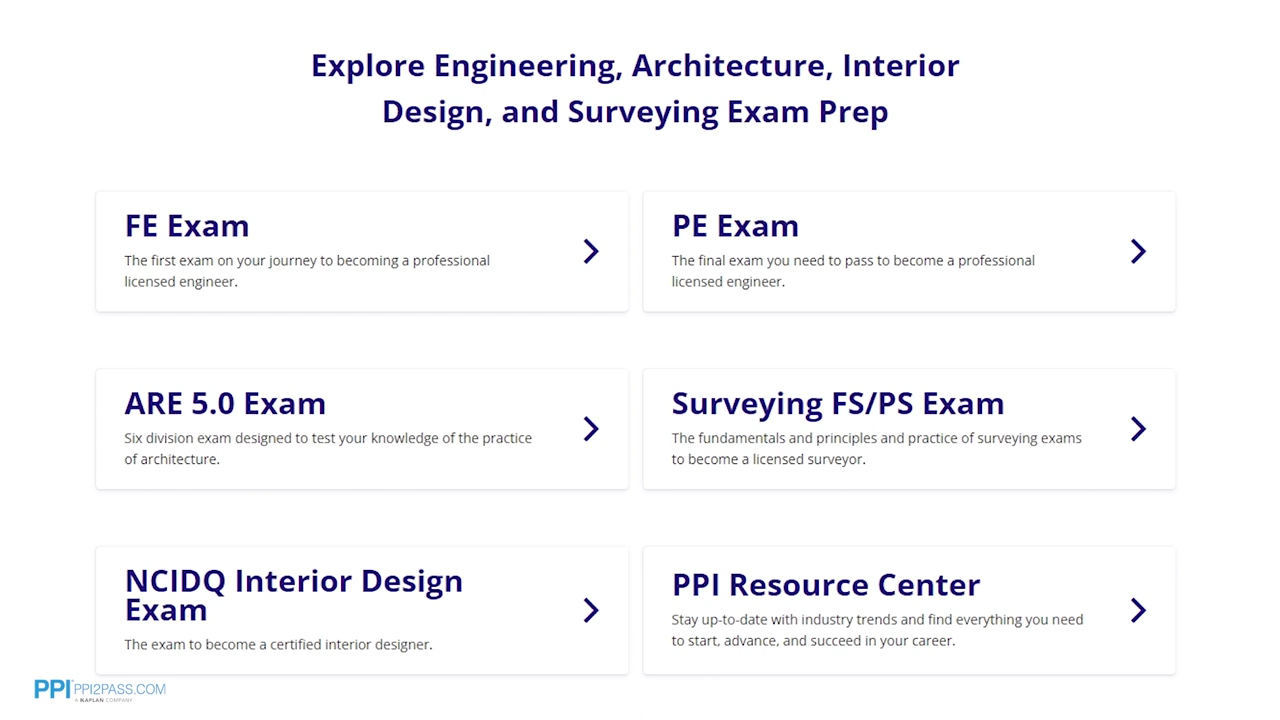 Explore Engineering, Architecture, Interior
Design, and Surveying Exam Prep
FE Exam
The first exam on your journey to becoming a professional
licensed engineer.
PE Exam
The final exam you need to pass to become a professional
licensed engineer.
ARE 5.0 Exam
Six division exam designed to test your knowledge of the practice
of architecture.
Surveying FS/PS Exam
The fundamentals and principles and practice of surveying exams
to become a licensed surveyor.
NCIDQ Interior Design
Exam
The exam to become a certified interior designer.
PPI Resource Center
Stay up-to-date with industry trends and find everything you need
to start, advance, and succeed in your career.
PPI PPI2PASS.COM
A KAPLAN COMPANY